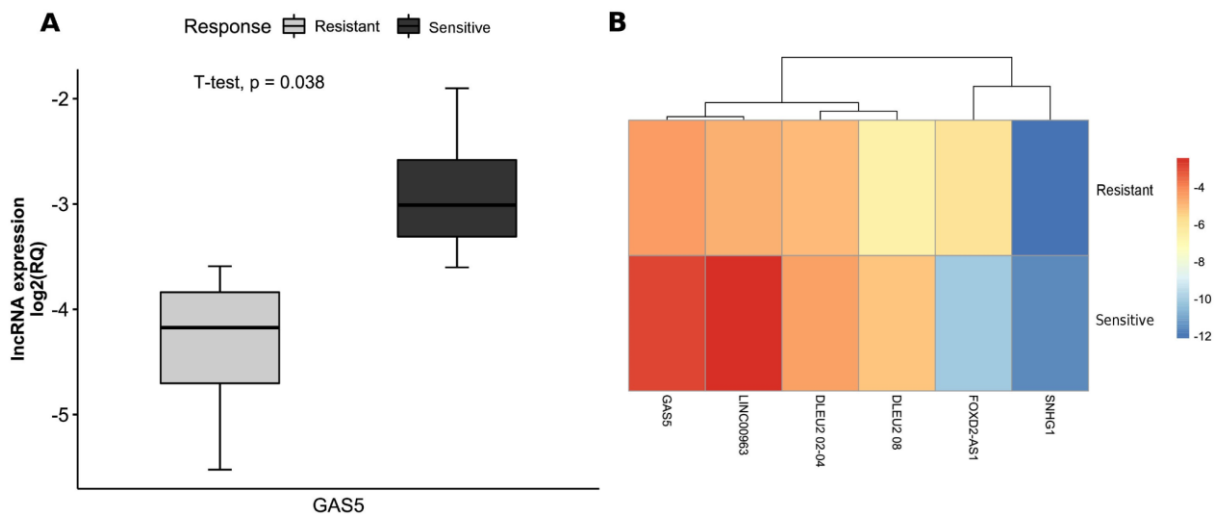 A
Response Resistant Sensitive
T-test, p = 0.038
lncRNA expression
log2(RQ)
-2
-3
-4
-5
GAS5
B
Resistant
Sensitive
-4
-6
-8
-10
-12
GAS5
LINC00963
DLEU2 02-04
DLEU2 08
FOXD2-AS1
SNHG1